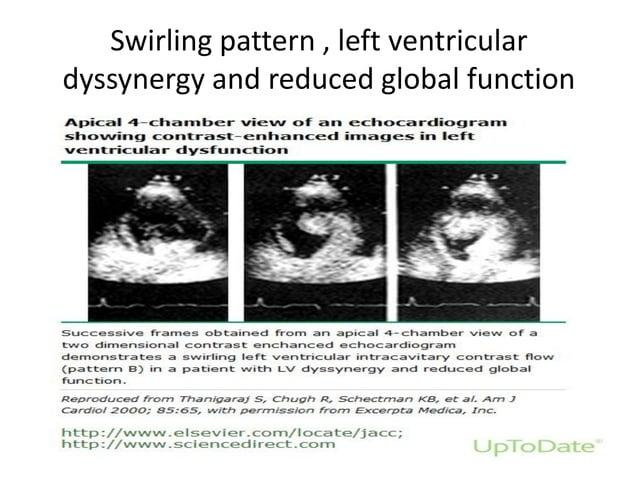 Swirling pattern , left ventricular
dyssynergy and reduced global function
Apical 4-chamber view of an echocardiogram
showing contrast-enhanced images in left
ventricular dysfunction
Successive frames obtained from an apical 4-chamber view of a
two dimensional contrast enchanced echocardiogram
demonstrates a swirling left ventricular intracavitary contrast flow
(pattern B) in a patient with LV dyssynergy and reduced global
function.
Reproduced from Thanigaraj S, Chugh R, Schectman KB, et al. Am J
Cardiol 2000; 85:65, with permission from Excerpta Medica, Inc.
http://www.elsevier.com/locate/jacc;
http://www.sciencedirect.com
UpToDate®